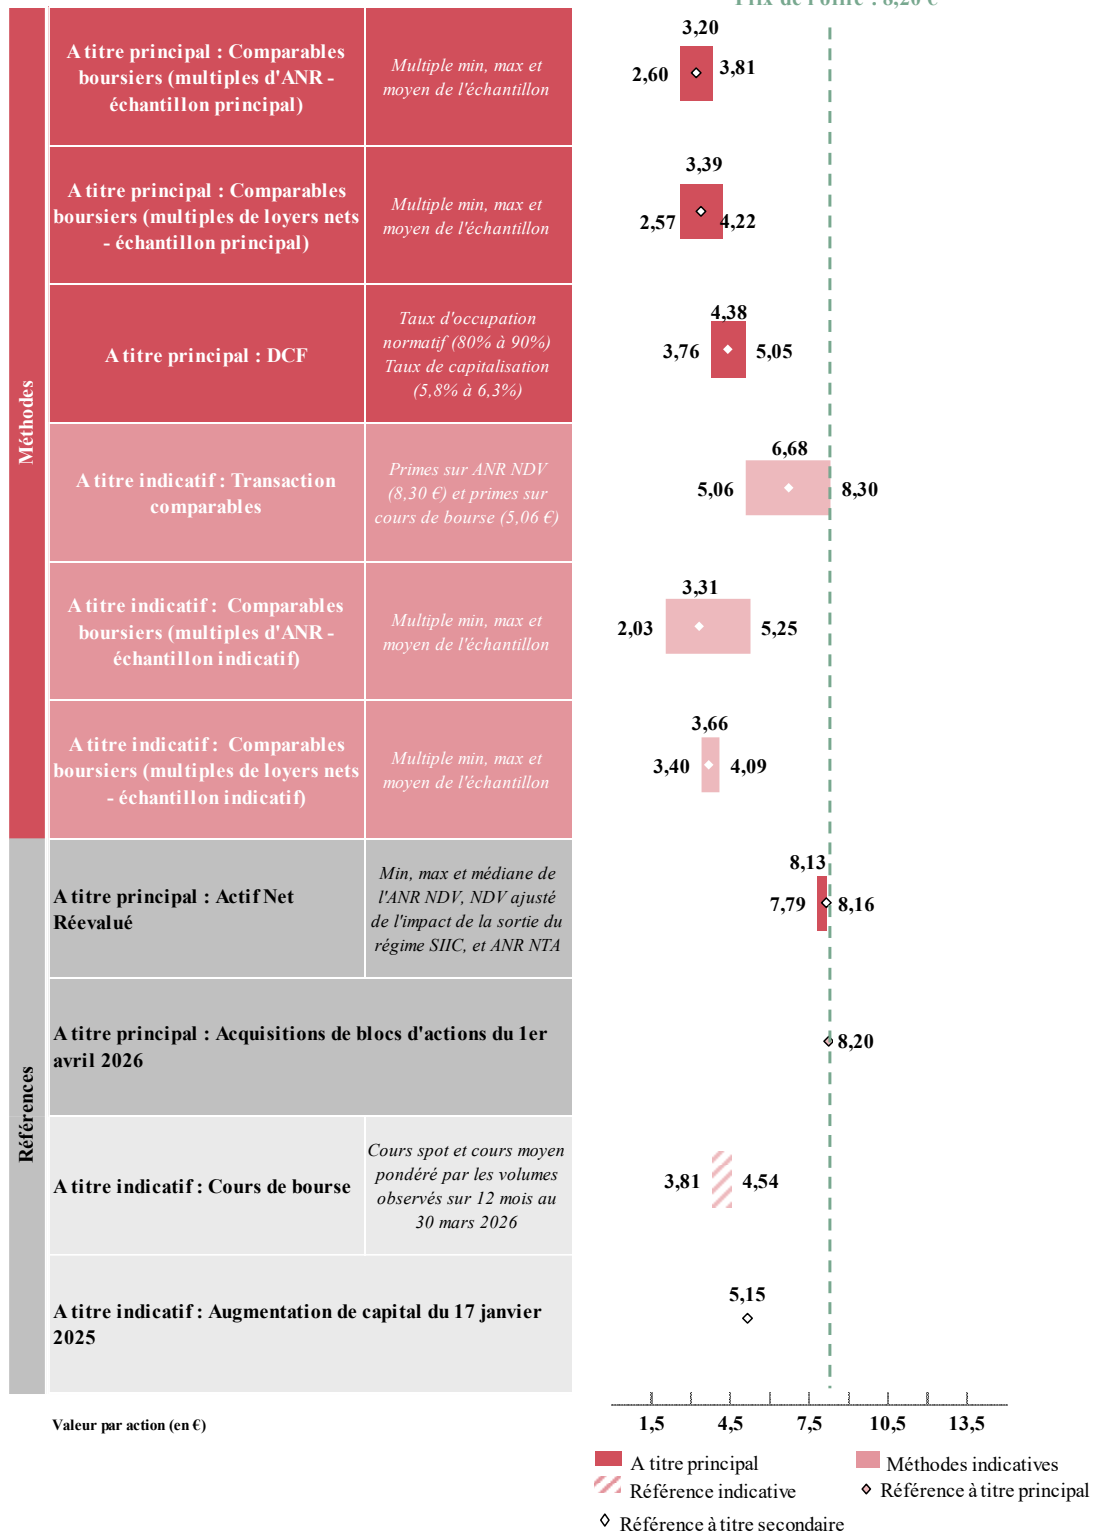 Prix de l'offre : 8,20 €
Méthodes
A titre principal : Comparables
boursiers (multiples d'ANR -
échantillon principal)
Multiple min, max et
moyen de l'échantillon
3,20
2,60
3,81
A titre principal : Comparables
boursiers (multiples de loyers nets
- échantillon principal)
Multiple min, max et
moyen de l'échantillon
3,39
2,57
4,22
A titre principal : DCF
Taux d'occupation
normatif (80% à 90%)
Taux de capitalisation
(5,8% à 6,3%)
4,38
3,76
5,05
A titre indicatif : Transaction
comparables
Primes sur ANR NDV
(8,30 €) et primes sur
cours de bourse (5,06 €)
6,68
5,06
8,30
A titre indicatif : Comparables
boursiers (multiples d'ANR -
échantillon indicatif)
Multiple min, max et
moyen de l'échantillon
3,31
2,03
5,25
A titre indicatif : Comparables
boursiers (multiples de loyers nets
- échantillon indicatif)
Multiple min, max et
moyen de l'échantillon
3,66
3,40
4,09
Références
A titre principal : Actif Net
Réevalué
Min, max et médiane de
l'ANR NDV, NDV ajusté
de l'impact de la sortie du
régime SIIC, et ANR NTA
8,13
7,79
8,16
A titre principal : Acquisitions de blocs d'actions du 1er
avril 2026
8,20
A titre indicatif : Cours de bourse
Cours spot et cours moyen
pondéré par les volumes
observés sur 12 mois au
30 mars 2026
3,81
4,54
A titre indicatif : Augmentation de capital du 17 janvier
2025
5,15
Valeur par action (en €)
1,5 4,5 7,5 10,5 13,5
A titre principal
Méthodes indicatives
Référence indicative
Référence à titre principal
Référence à titre secondaire